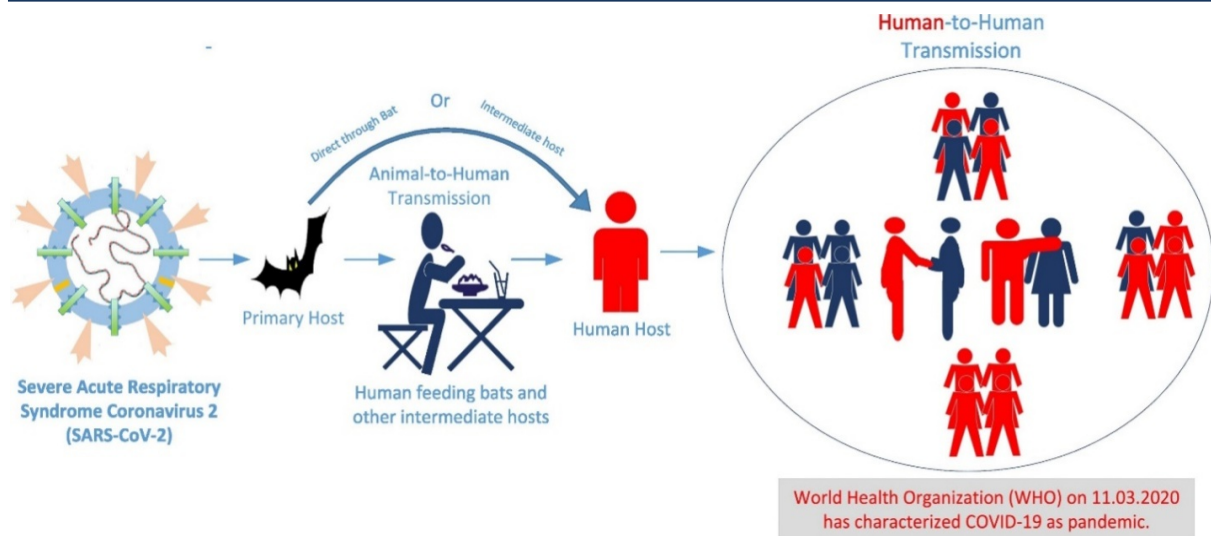 Human-to-Human
Transmission
Or
Direct through Bat
Intermediate host
Animal-to-Human
Transmission
Primary Host
Human Host
Severe Acute Respiratory
Syndrome Coronavirus 2
(SARS-CoV-2)
Human feeding bats and
other intermediate hosts
World Health Organization (WHO) on 11.03.2020
has characterized COVID-19 as pandemic.